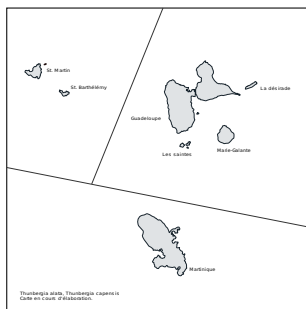 St. Martin
St. Barthélémy
La désirade
Guadeloupe
Marie-Galante
Les saintes
Martinique
Thunbergia alata, Thunbergia capensis
Carte en cours d'élaboration.